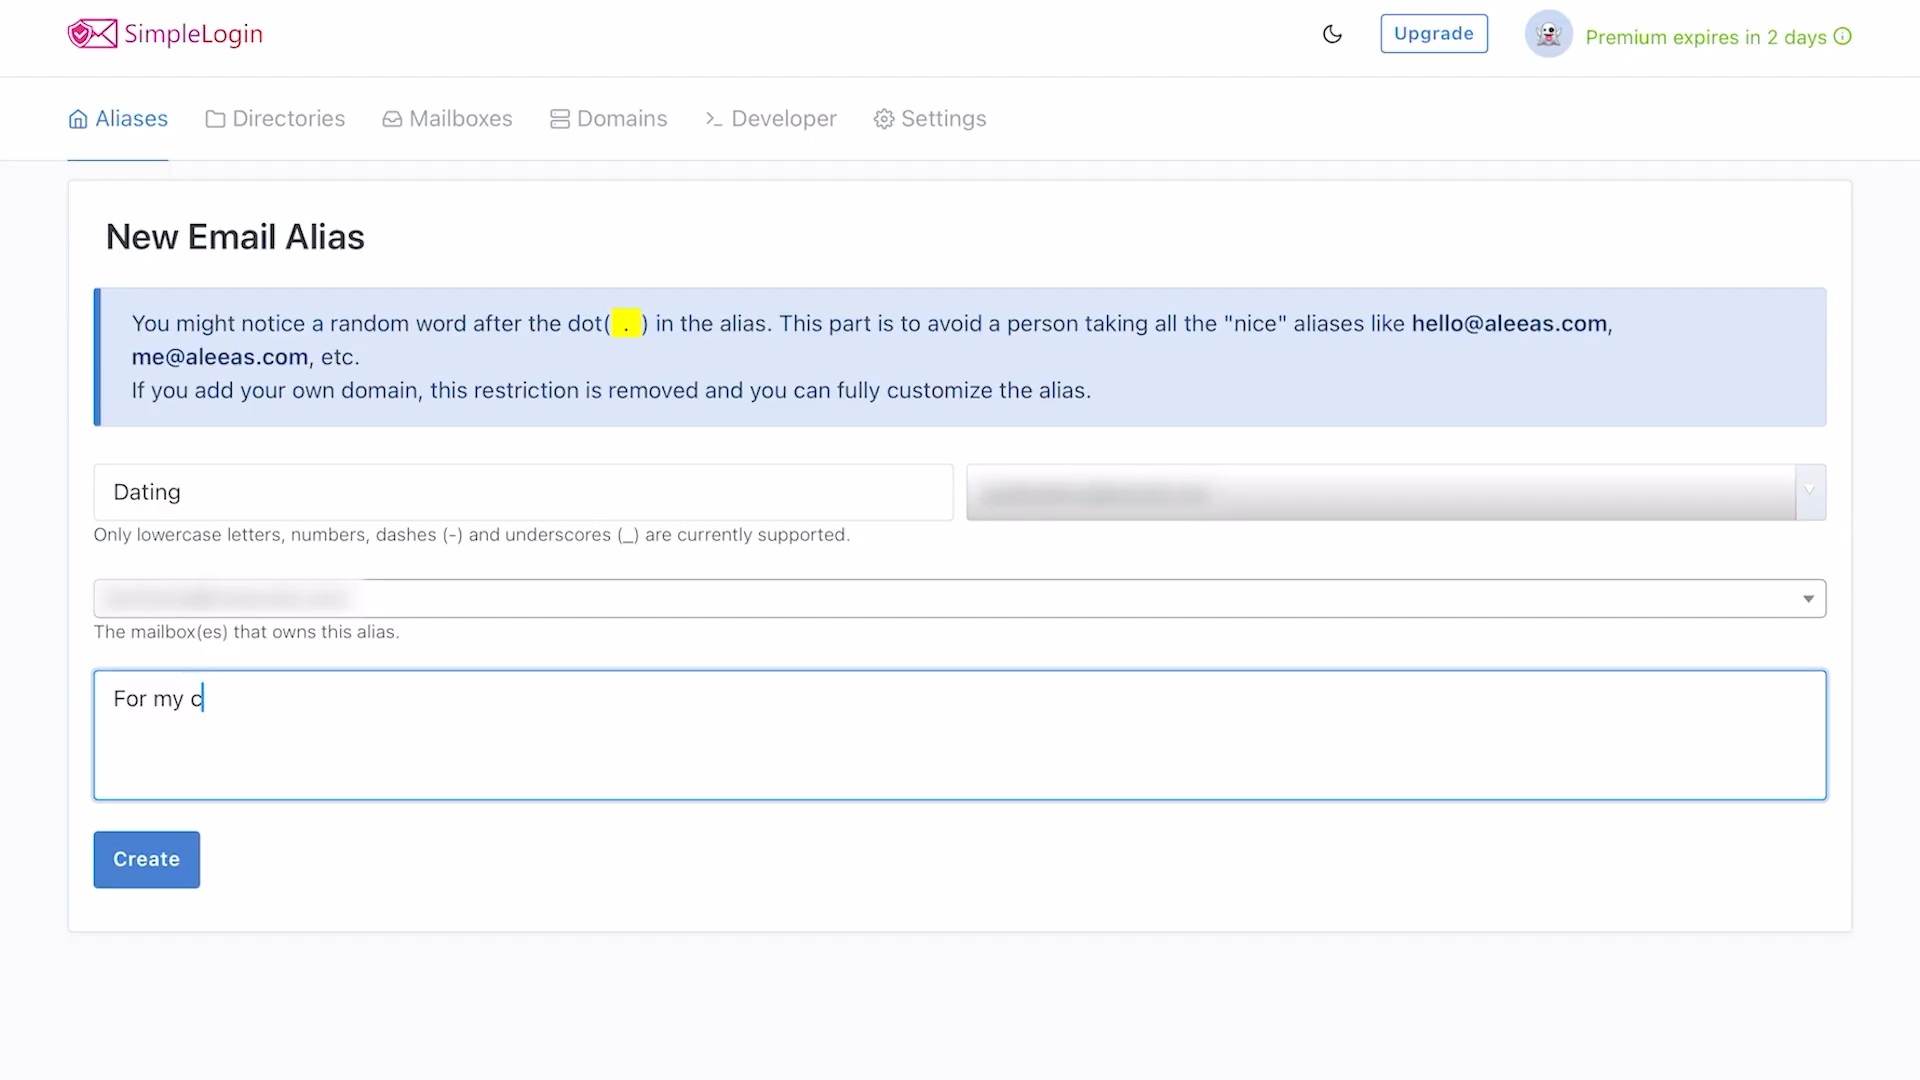 SimpleLogin
Upgrade
Premium expires in 2 days
Aliases
Directories
Mailboxes
Domains
Developer
Settings
New Email Alias
You might notice a random word after the dot( . ) in the alias. This part is to avoid a person taking all the "nice" aliases like hello@aleeas.com,
me@aleeas.com, etc.
If you add your own domain, this restriction is removed and you can fully customize the alias.
Dating
Only lowercase letters, numbers, dashes (-) and underscores (_) are currently supported.
The mailbox(es) that owns this alias.
For my c
Create